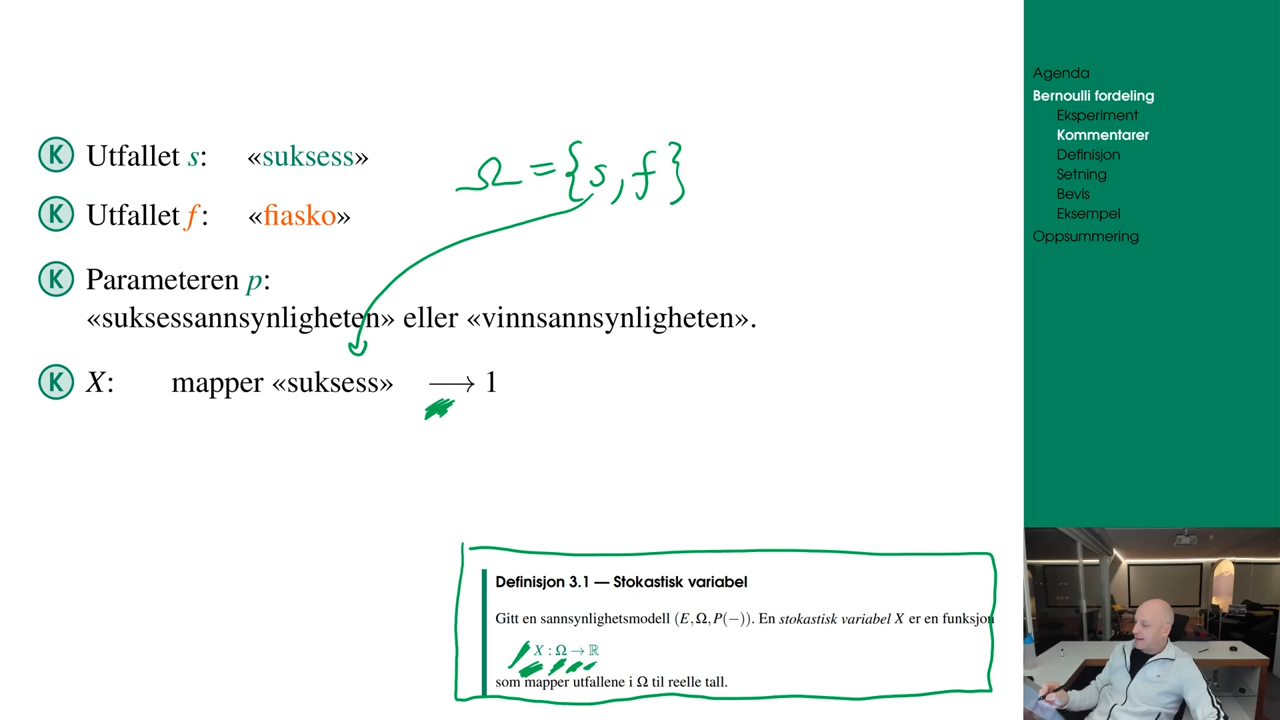 K Utfallet s: «suksess»
Ω = {s, f}
K Utfallet f: «fiasko»
K Parameteren p:
«suksessannsynligheten» eller «vinnsannsynligheten».
K X: mapper «suksess» ⟶ 1
Definisjon 3.1 — Stokastisk variabel
Gitt en sannsynlighetsmodell (E,Ω,P(−)). En stokastisk variabel X er en funksjon
X : Ω → ℝ
som mapper utfallene i Ω til reelle tall.
Agenda
Bernoulli fordeling
Eksperiment
Kommentarer
Definisjon
Setning
Bevis
Eksempel
Oppsummering